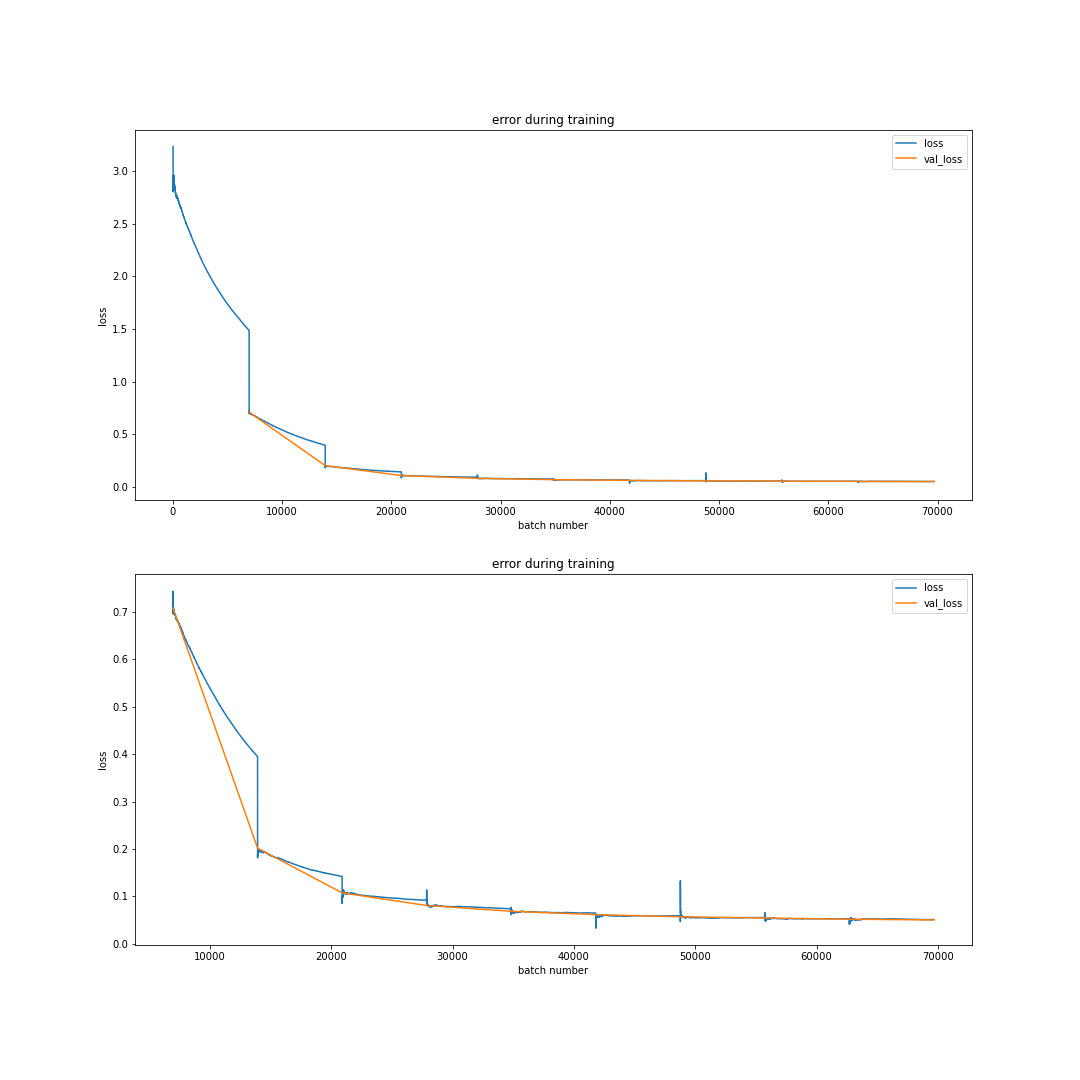 error during training
loss
val_loss
3.0
2.5
2.0
1.5
1.0
0.5
0.0
loss
0 10000 20000 30000 40000 50000 60000 70000
batch number
error during training
loss
val_loss
0.7
0.6
0.5
0.4
0.3
0.2
0.1
0.0
loss
10000 20000 30000 40000 50000 60000 70000
batch number